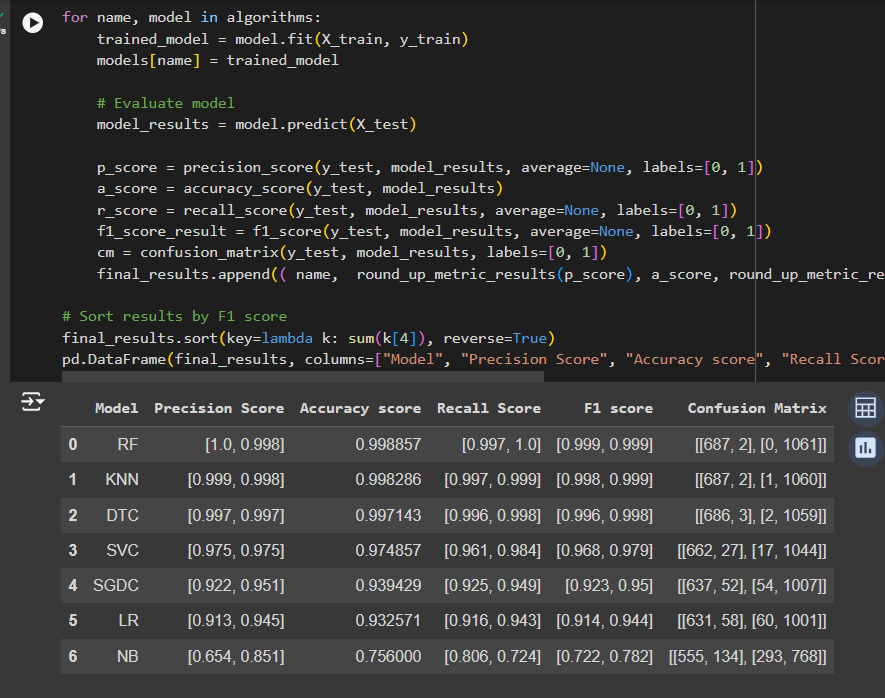 for name, model in algorithms:
    trained_model = model.fit(X_train, y_train)
    models[name] = trained_model
    # Evaluate model
    model_results = model.predict(X_test)
    p_score = precision_score(y_test, model_results, average=None, labels=[0, 1])
    a_score = accuracy_score(y_test, model_results)
    r_score = recall_score(y_test, model_results, average=None, labels=[0, 1])
    f1_score_result = f1_score(y_test, model_results, average=None, labels=[0, 1])
    cm = confusion_matrix(y_test, model_results, labels=[0, 1])
    final_results.append(( name,  round_up_metric_results(p_score), a_score, round_up_metric_re
# Sort results by F1 score
final_results.sort(key=lambda k: sum(k[4]), reverse=True)
pd.DataFrame(final_results, columns=["Model", "Precision Score", "Accuracy score", "Recall Scor
Model Precision Score Accuracy score Recall Score F1 score Confusion Matrix
0 RF [1.0, 0.998] 0.998857 [0.997, 1.0] [0.999, 0.999] [[687, 2], [0, 1061]]
1 KNN [0.999, 0.998] 0.998286 [0.997, 0.999] [0.998, 0.999] [[687, 2], [1, 1060]]
2 DTC [0.997, 0.997] 0.997143 [0.996, 0.998] [0.996, 0.998] [[686, 3], [2, 1059]]
3 SVC [0.975, 0.975] 0.974857 [0.961, 0.984] [0.968, 0.979] [[662, 27], [17, 1044]]
4 SGDC [0.922, 0.951] 0.939429 [0.925, 0.949] [0.923, 0.95] [[637, 52], [54, 1007]]
5 LR [0.913, 0.945] 0.932571 [0.916, 0.943] [0.914, 0.944] [[631, 58], [60, 1001]]
6 NB [0.654, 0.851] 0.756000 [0.806, 0.724] [0.722, 0.782] [[555, 134], [293, 768]]